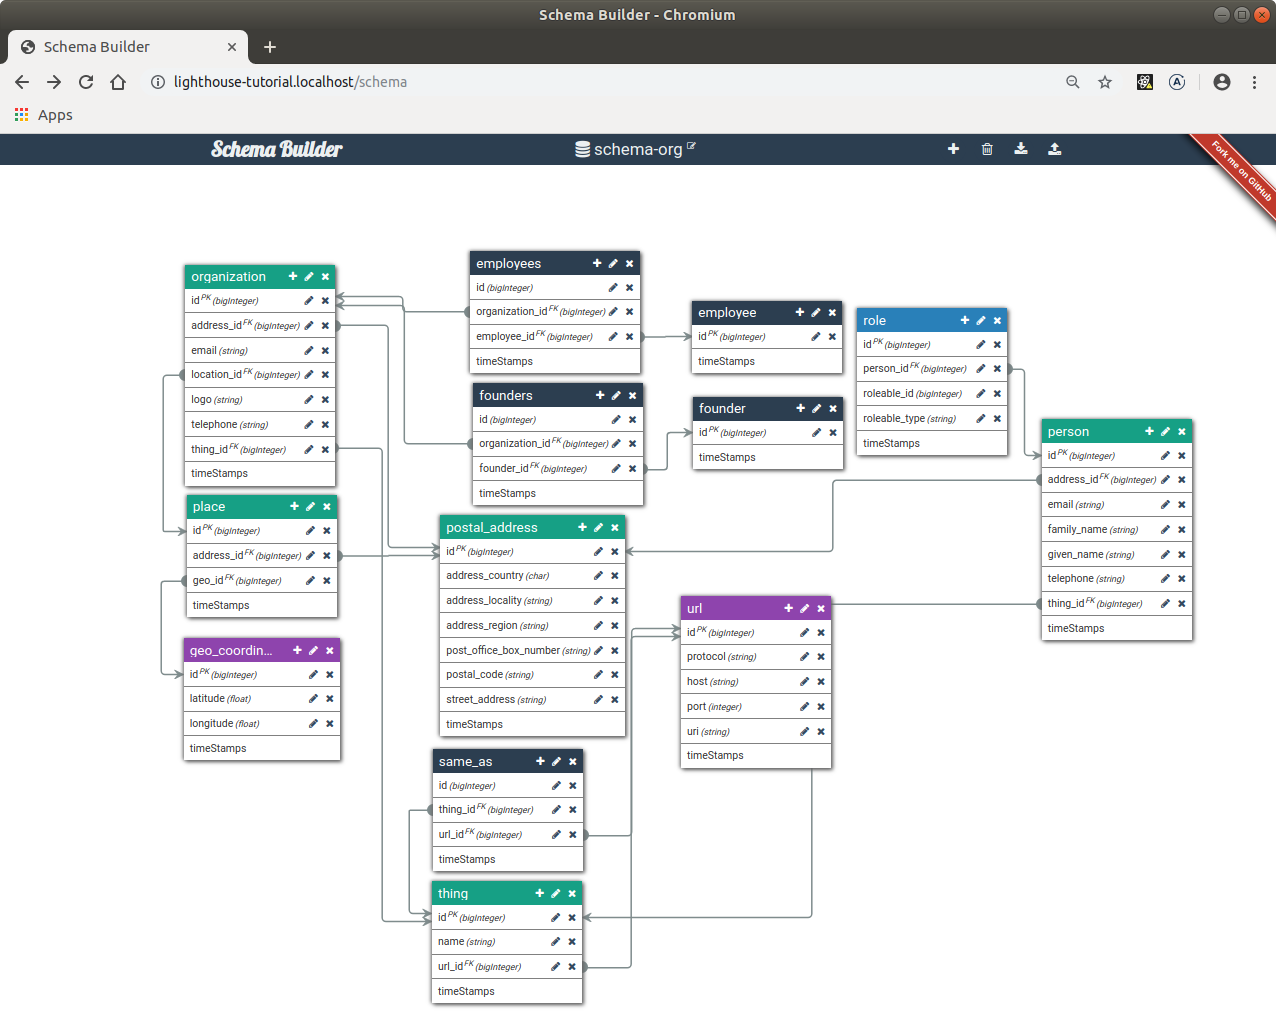 Schema Builder - Chromium
Schema Builder
lighthouse-tutorial.localhost/schema
Apps
Schema Builder
schema-org
Fork me on GitHub
organization
id PK (bigInteger)
address_id FK (bigInteger)
email (string)
location_id FK (bigInteger)
logo (string)
telephone (string)
thing_id FK (bigInteger)
timeStamps
place
id PK (bigInteger)
address_id FK (bigInteger)
geo_id FK (bigInteger)
timeStamps
geo_coordin...
id PK (bigInteger)
latitude (float)
longitude (float)
timeStamps
employees
id (bigInteger)
organization_id FK (bigInteger)
employee_id FK (bigInteger)
timeStamps
founders
id (bigInteger)
organization_id FK (bigInteger)
founder_id FK (bigInteger)
timeStamps
postal_address
id PK (bigInteger)
address_country (char)
address_locality (string)
address_region (string)
post_office_box_number (string)
postal_code (string)
street_address (string)
timeStamps
same_as
id (bigInteger)
thing_id FK (bigInteger)
url_id FK (bigInteger)
timeStamps
thing
id PK (bigInteger)
name (string)
url_id FK (bigInteger)
timeStamps
employee
id PK (bigInteger)
timeStamps
founder
id PK (bigInteger)
timeStamps
url
id PK (bigInteger)
protocol (string)
host (string)
port (integer)
uri (string)
timeStamps
role
id PK (bigInteger)
person_id FK (bigInteger)
roleable_id (bigInteger)
roleable_type (string)
timeStamps
person
id PK (bigInteger)
address_id FK (bigInteger)
email (string)
family_name (string)
given_name (string)
telephone (string)
thing_id FK (bigInteger)
timeStamps